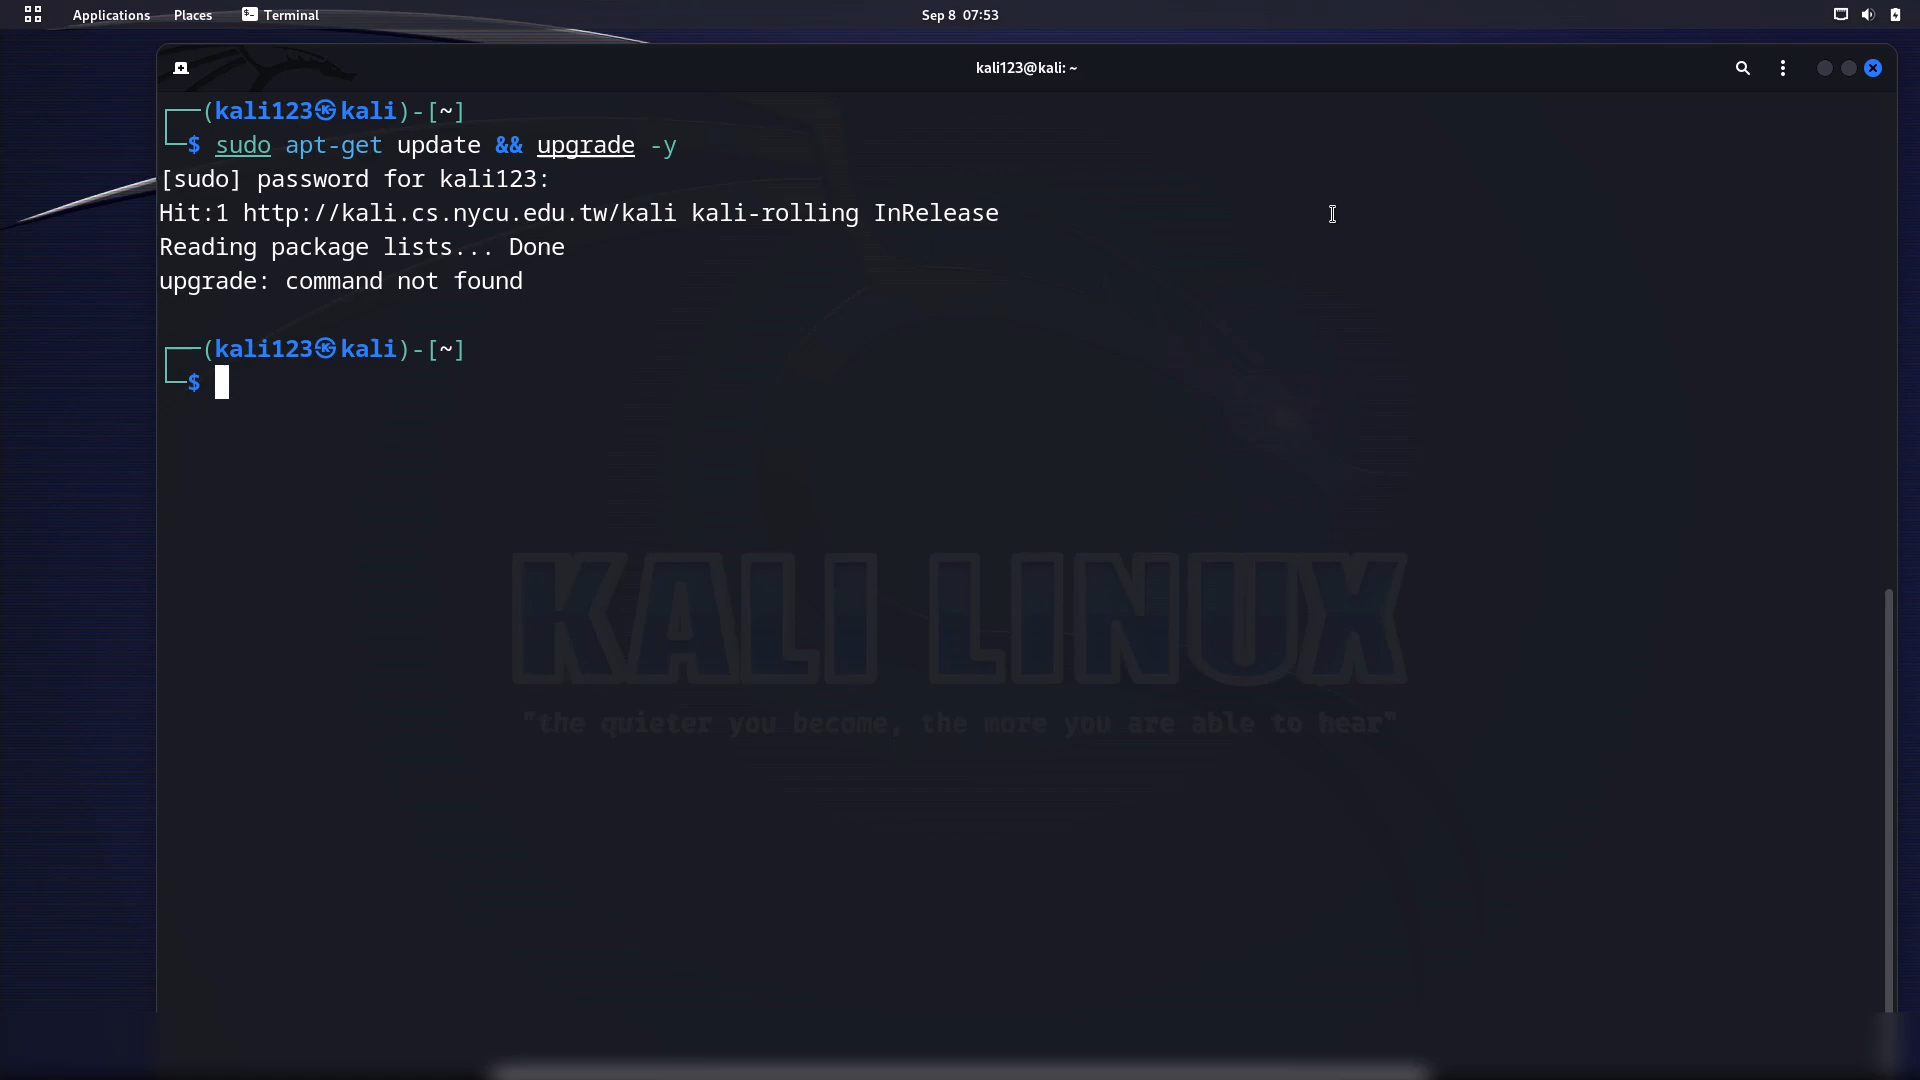 Applications Places Terminal Sep 8 07:53
kali123@kali: ~
┌──(kali123㉿kali)-[~]
└─$ sudo apt-get update && upgrade -y
[sudo] password for kali123:
Hit:1 http://kali.cs.nycu.edu.tw/kali kali-rolling InRelease
Reading package lists... Done
upgrade: command not found
┌──(kali123㉿kali)-[~]
└─$
KALI LINUX
"the quieter you become, the more you are able to hear"